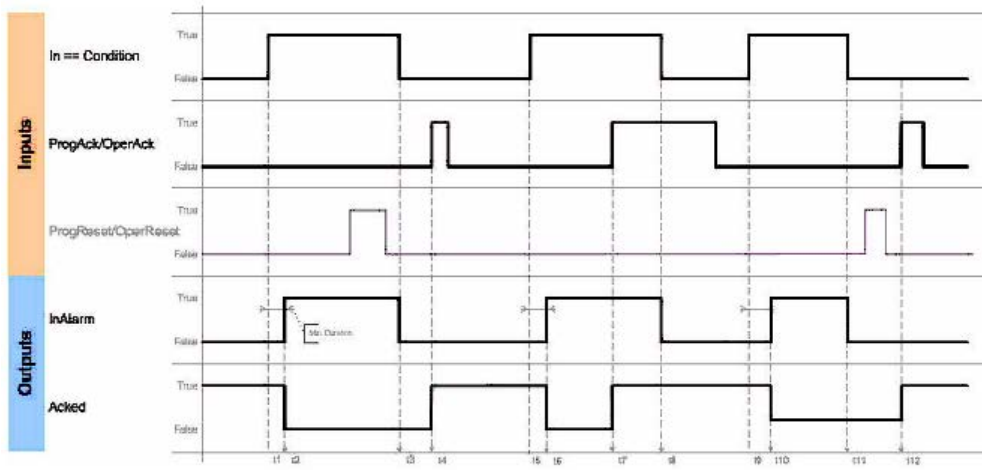 Inputs
Outputs
In == Condition
True
False
ProgAck/OperAck
True
False
ProgReset/OperReset
True
False
InAlarm
True
False
Min Duration
Acked
True
False
t1 t2 t3 t4 t5 t6 t7 t8 t9 t10 t11 t12